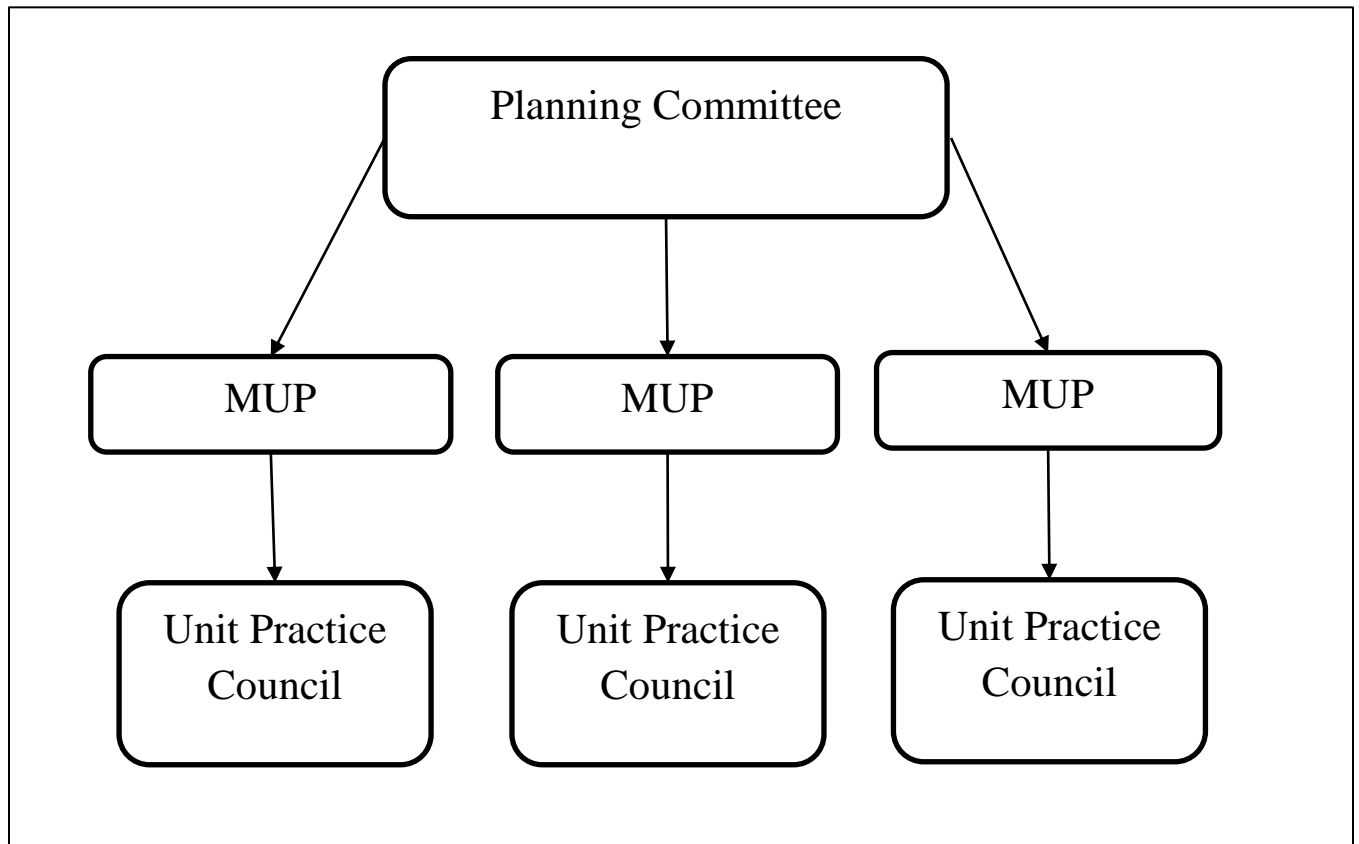 Planning Committee
MUP
MUP
MUP
Unit Practice
Council
Unit Practice
Council
Unit Practice
Council